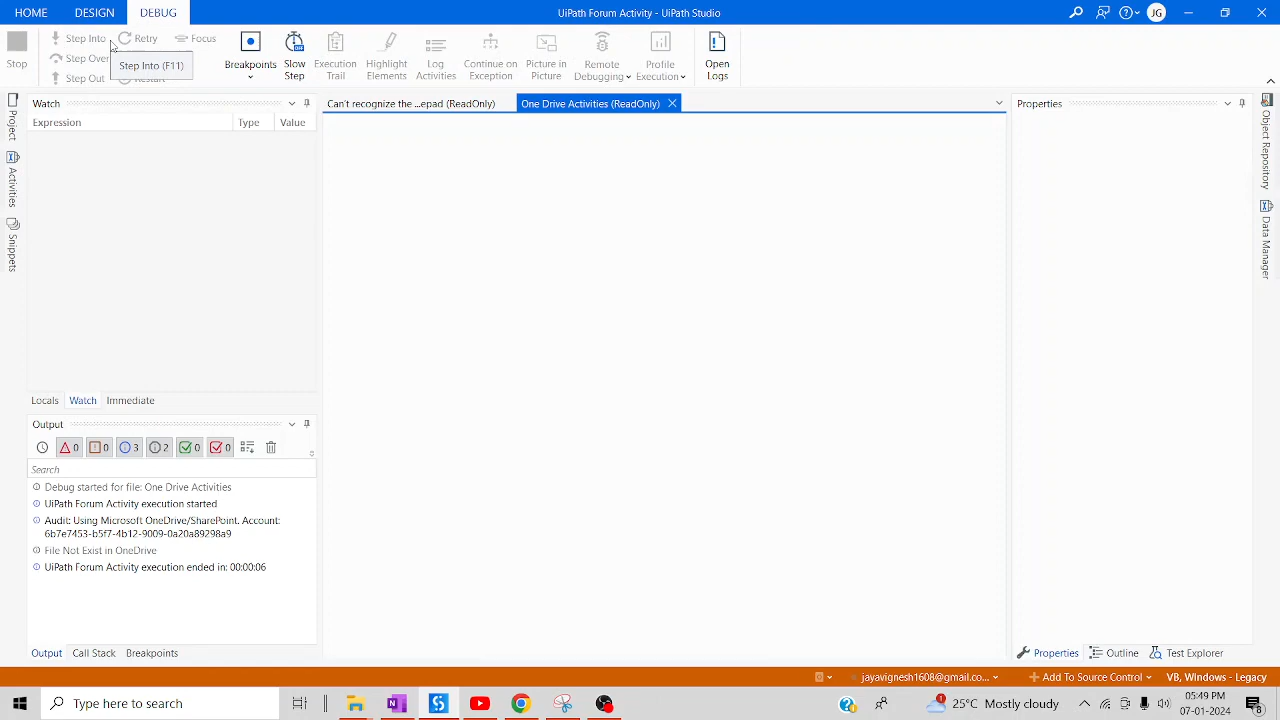 HOME DESIGN DEBUG UiPath Forum Activity - UiPath Studio JG
Step Into Retry Focus
Step Over
Step Out Restart
Step Into (F11)
Stop Breakpoints Slow Step Execution Trail Highlight Elements Log Activities Continue on Exception Picture in Picture Remote Debugging Profile Execution Open Logs
Watch
Can't recognize the ...epad (ReadOnly) One Drive Activities (ReadOnly)
Properties
Expression Type Value
Project
Activities
Snippets
Object Repository
Data Manager
Locals Watch Immediate
Output
0 0 3 2 0 0
Search
Debug started for file: One Drive Activities
UiPath Forum Activity execution started
Audit: Using Microsoft OneDrive/SharePoint. Account:
6b7e7453-b5f7-4b12-9009-0a20a89298a9
File Not Exist in OneDrive
UiPath Forum Activity execution ended in: 00:00:06
Output Call Stack Breakpoints
Properties Outline Test Explorer
0 jayavignesh1608@gmail.co... Add To Source Control VB, Windows - Legacy
Type here to search
25°C Mostly cloudy
05:49 PM
07-01-2024
6